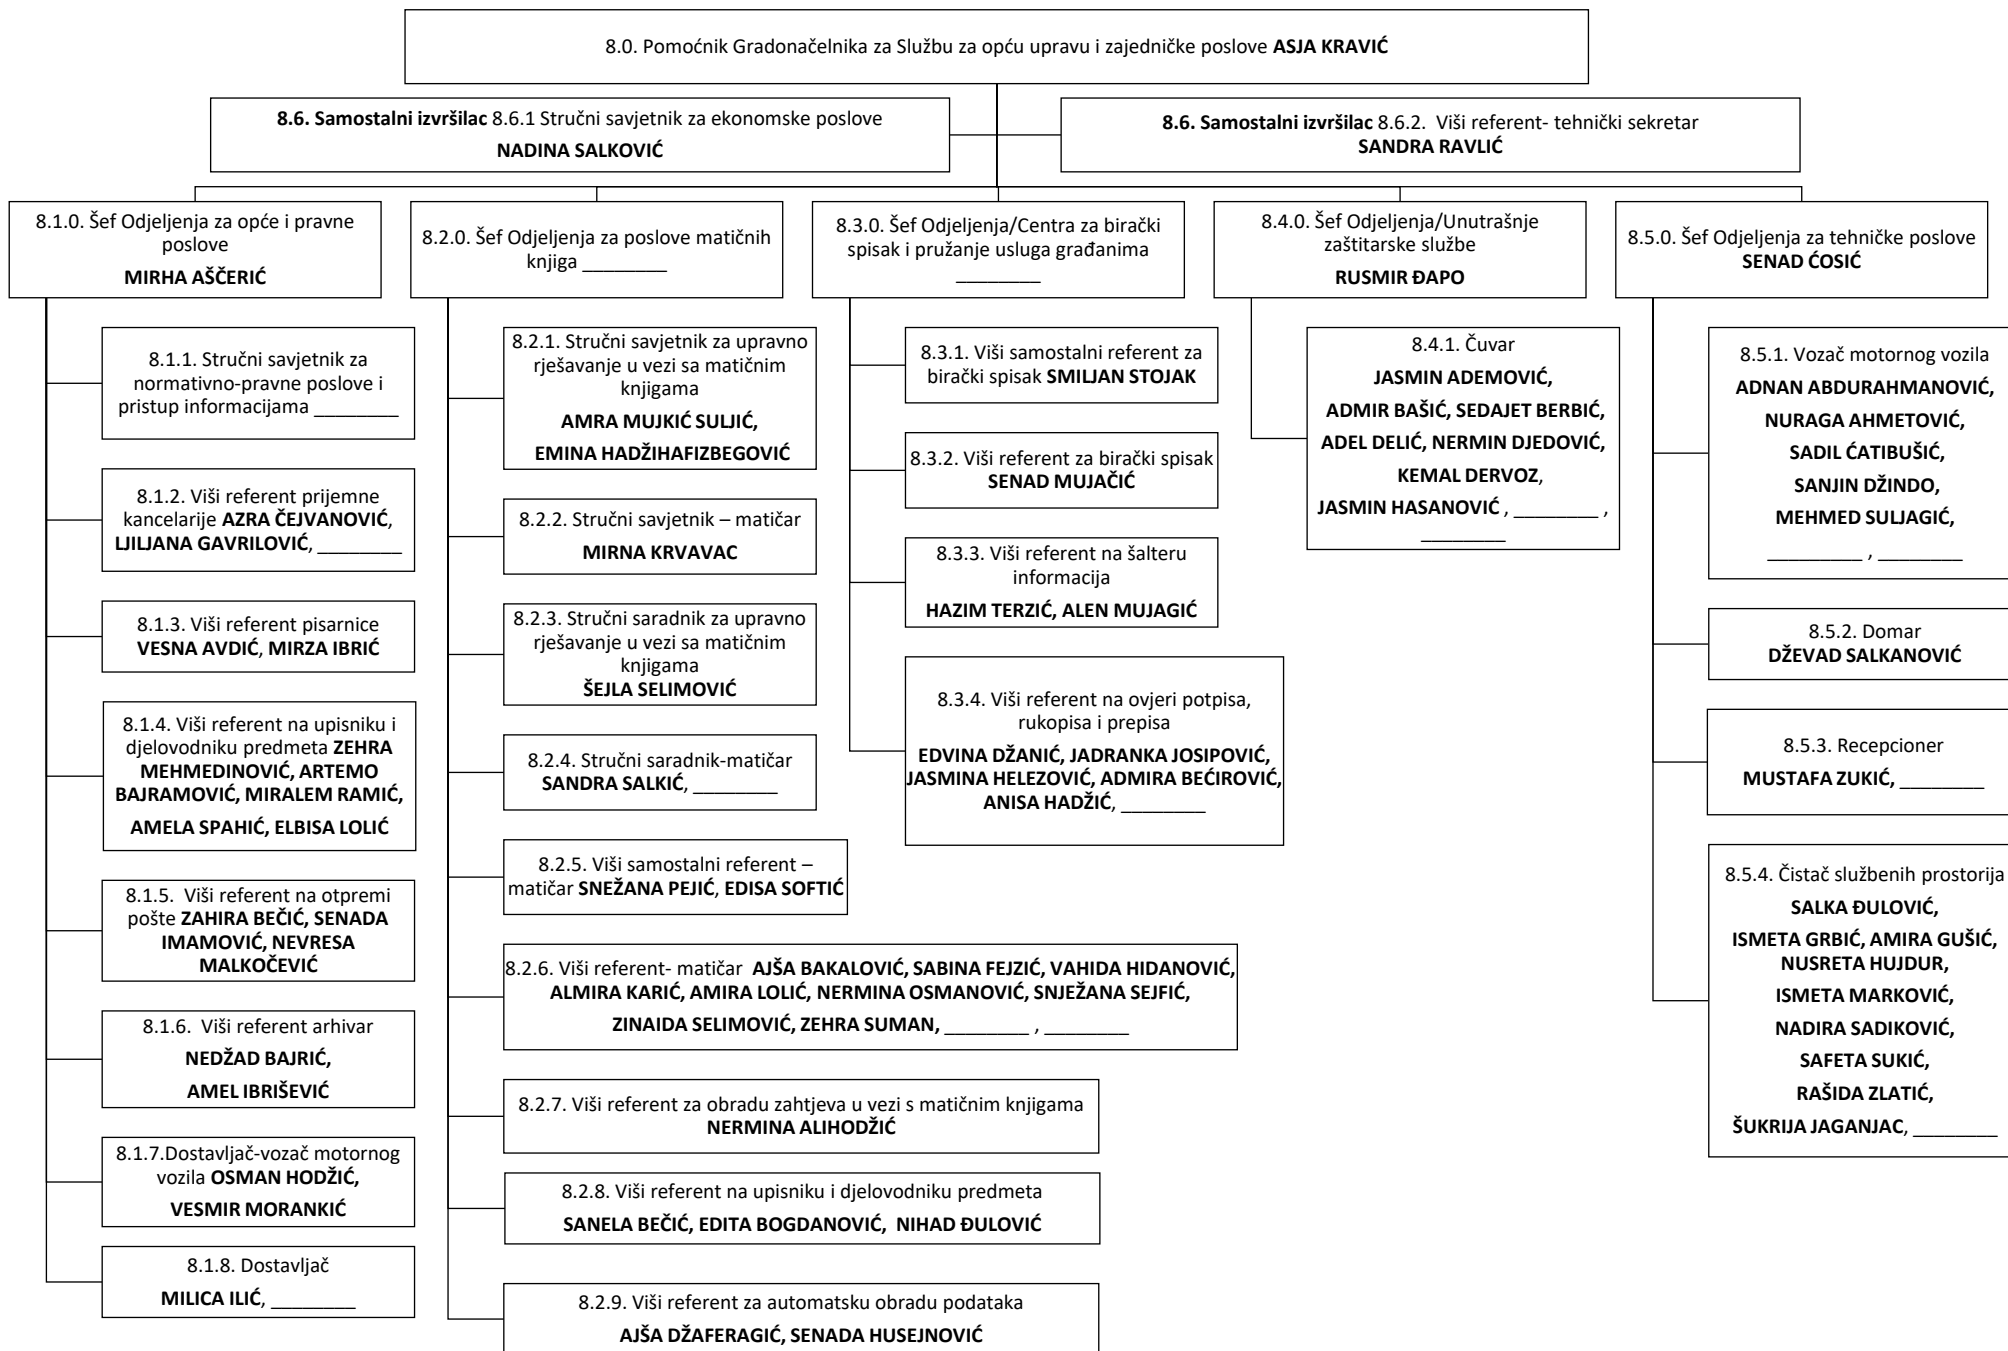 8.0. Pomoćnik Gradonačelnika za Službu za opću upravu i zajedničke poslove ASJA KRAVIĆ
8.6. Samostalni izvršilac 8.6.1 Stručni savjetnik za ekonomske poslove
NADINA SALKOVIĆ
8.6. Samostalni izvršilac 8.6.2. Viši referent- tehnički sekretar
SANDRA RAVLIĆ
8.1.0. Šef Odjeljenja za opće i pravne
poslove
MIRHA AŠČERIĆ
8.1.1. Stručni savjetnik za
normativno-pravne poslove i
pristup informacijama ________
8.1.2. Viši referent prijemne
kancelarije AZRA ČEJVANOVIĆ,
LJILJANA GAVRILOVIĆ, ________
8.1.3. Viši referent pisarnice
VESNA AVDIĆ, MIRZA IBRIĆ
8.1.4. Viši referent na upisniku i
djelovodniku predmeta ZEHRA
MEHMEDINOVIĆ, ARTEMO
BAJRAMOVIĆ, MIRALEM RAMIĆ,
AMELA SPAHIĆ, ELBISA LOLIĆ
8.1.5. Viši referent na otpremi
pošte ZAHIRA BEČIĆ, SENADA
IMAMOVIĆ, NEVRESA
MALKOČEVIĆ
8.1.6. Viši referent arhivar
NEDŽAD BAJRIĆ,
AMEL IBRIŠEVIĆ
8.1.7.Dostavljač-vozač motornog
vozila OSMAN HODŽIĆ,
VESMIR MORANKIĆ
8.1.8. Dostavljač
MILICA ILIĆ, ________
8.2.0. Šef Odjeljenja za poslove matičnih
knjiga ________
8.2.1. Stručni savjetnik za upravno
rješavanje u vezi sa matičnim
knjigama
AMRA MUJKIĆ SULJIĆ,
EMINA HADŽIHAFIZBEGOVIĆ
8.2.2. Stručni savjetnik – matičar
MIRNA KRVAVAC
8.2.3. Stručni saradnik za upravno
rješavanje u vezi sa matičnim
knjigama
ŠEJLA SELIMOVIĆ
8.2.4. Stručni saradnik-matičar
SANDRA SALKIĆ, ________
8.2.5. Viši samostalni referent –
matičar SNEŽANA PEJIĆ, EDISA SOFTIĆ
8.2.6. Viši referent- matičar AJŠA BAKALOVIĆ, SABINA FEJZIĆ, VAHIDA HIDANOVIĆ,
ALMIRA KARIĆ, AMIRA LOLIĆ, NERMINA OSMANOVIĆ, SNJEŽANA SEJFIĆ,
ZINAIDA SELIMOVIĆ, ZEHRA SUMAN, ________ , ________
8.2.7. Viši referent za obradu zahtjeva u vezi s matičnim knjigama
NERMINA ALIHODŽIĆ
8.2.8. Viši referent na upisniku i djelovodniku predmeta
SANELA BEČIĆ, EDITA BOGDANOVIĆ, NIHAD ĐULOVIĆ
8.2.9. Viši referent za automatsku obradu podataka
AJŠA DŽAFERAGIĆ, SENADA HUSEJNOVIĆ
8.3.0. Šef Odjeljenja/Centra za birački
spisak i pružanje usluga građanima
________
8.3.1. Viši samostalni referent za
birački spisak SMILJAN STOJAK
8.3.2. Viši referent za birački spisak
SENAD MUJAČIĆ
8.3.3. Viši referent na šalteru
informacija
HAZIM TERZIĆ, ALEN MUJAGIĆ
8.3.4. Viši referent na ovjeri potpisa,
rukopisa i prepisa
EDVINA DŽANIĆ, JADRANKA JOSIPOVIĆ,
JASMINA HELEZOVIĆ, ADMIRA BEĆIROVIĆ,
ANISA HADŽIĆ, ________
8.4.0. Šef Odjeljenja/Unutrašnje
zaštitarske službe
RUSMIR ĐAPO
8.4.1. Čuvar
JASMIN ADEMOVIĆ,
ADMIR BAŠIĆ, SEDAJET BERBIĆ,
ADEL DELIĆ, NERMIN DJEDOVIĆ,
KEMAL DERVOZ,
JASMIN HASANOVIĆ , ________ ,
________
8.5.0. Šef Odjeljenja za tehničke poslove
SENAD ĆOSIĆ
8.5.1. Vozač motornog vozila
ADNAN ABDURAHMANOVIĆ,
NURAGA AHMETOVIĆ,
SADIL ĆATIBUŠIĆ,
SANJIN DŽINDO,
MEHMED SULJAGIĆ,
_________ , ________
8.5.2. Domar
DŽEVAD SALKANOVIĆ
8.5.3. Recepcioner
MUSTAFA ZUKIĆ, ________
8.5.4. Čistač službenih prostorija
SALKA ĐULOVIĆ,
ISMETA GRBIĆ, AMIRA GUŠIĆ,
NUSRETA HUJDUR,
ISMETA MARKOVIĆ,
NADIRA SADIKOVIĆ,
SAFETA SUKIĆ,
RAŠIDA ZLATIĆ,
ŠUKRIJA JAGANJAC, ________